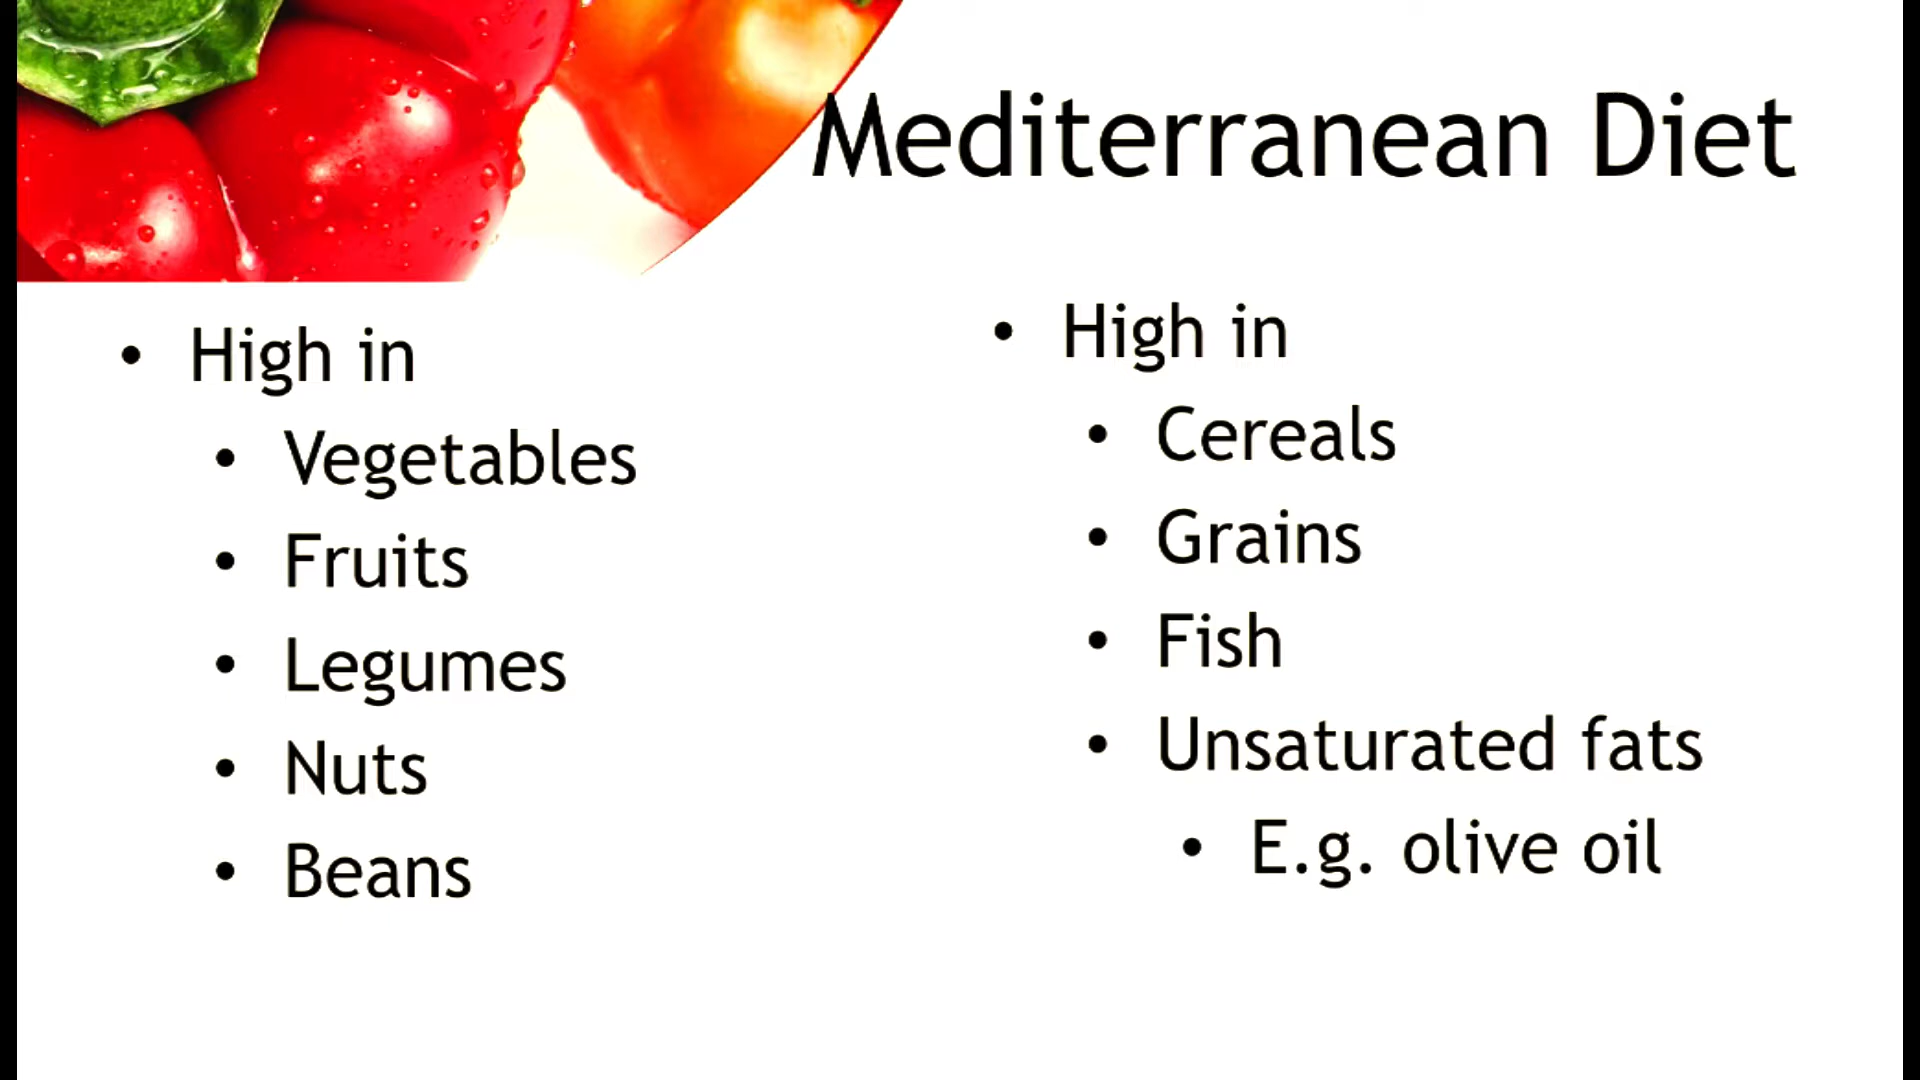 Mediterranean Diet
• High in
• Vegetables
• Fruits
• Legumes
• Nuts
• Beans
• High in
• Cereals
• Grains
• Fish
• Unsaturated fats
• E.g. olive oil